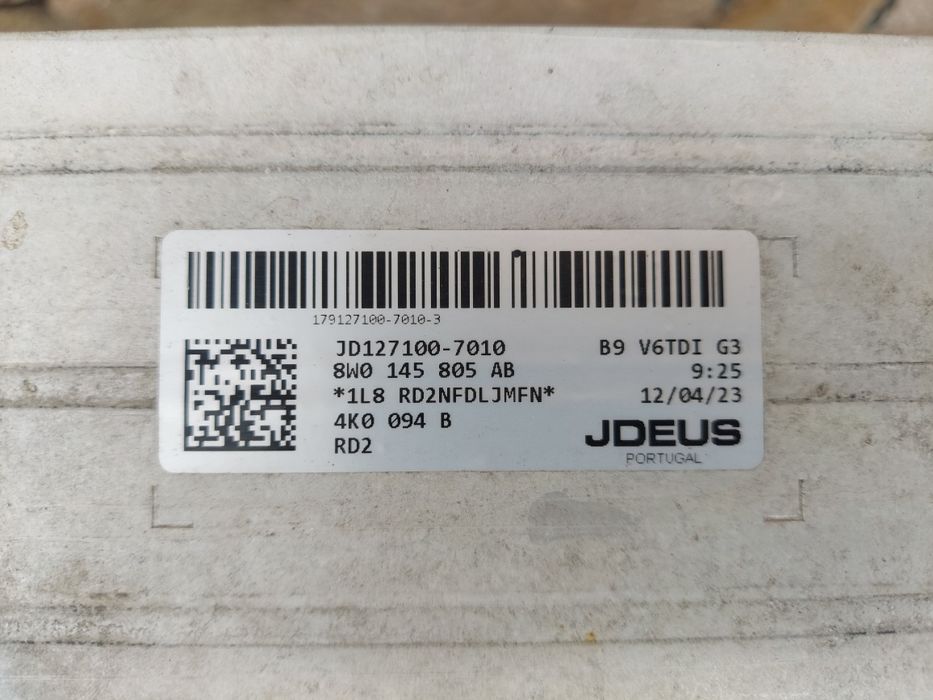 179127100-7010-3
JD127100-7010 B9 V6TDI G3
8W0 145 805 AB 9:25
*1L8 RD2NFDLJMFN* 12/04/23
4K0 094 B
RD2
JDEUS
PORTUGAL